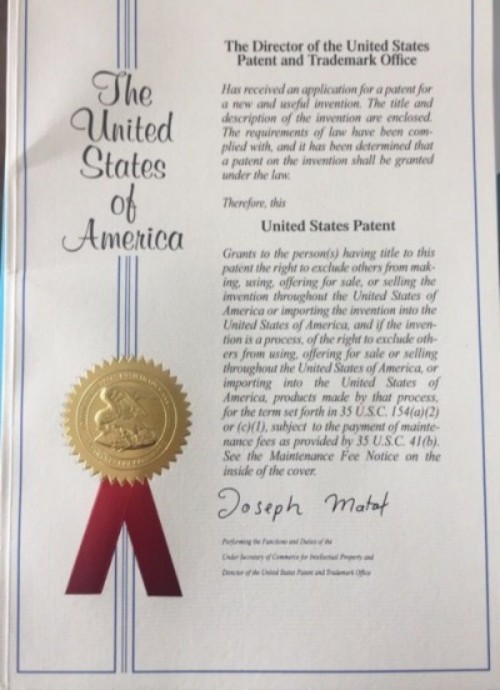 The
United
States
of
America
The Director of the United States
Patent and Trademark Office
Has received an application for a patent for
a new and useful invention. The title and
description of the invention are enclosed.
The requirements of law have been com-
plied with, and it has been determined that
a patent on the invention shall be granted
under the law.
Therefore, this
United States Patent
Grants to the person(s) having title to this
patent the right to exclude others from mak-
ing, using, offering for sale, or selling the
invention throughout the United States of
America or importing the invention into the
United States of America, and if the inven-
tion is a process, of the right to exclude oth-
ers from using, offering for sale or selling
throughout the United States of America, or
importing into the United States of
America, products made by that process,
for the term set forth in 35 U.S.C. 154(a)(2)
or (c)(1), subject to the payment of mainte-
nance fees as provided by 35 U.S.C. 41(b).
See the Maintenance Fee Notice on the
inside of the cover.
Joseph Matal
Performing the Functions and Duties of the
Under Secretary of Commerce for Intellectual Property and
Director of the United States Patent and Trademark Office